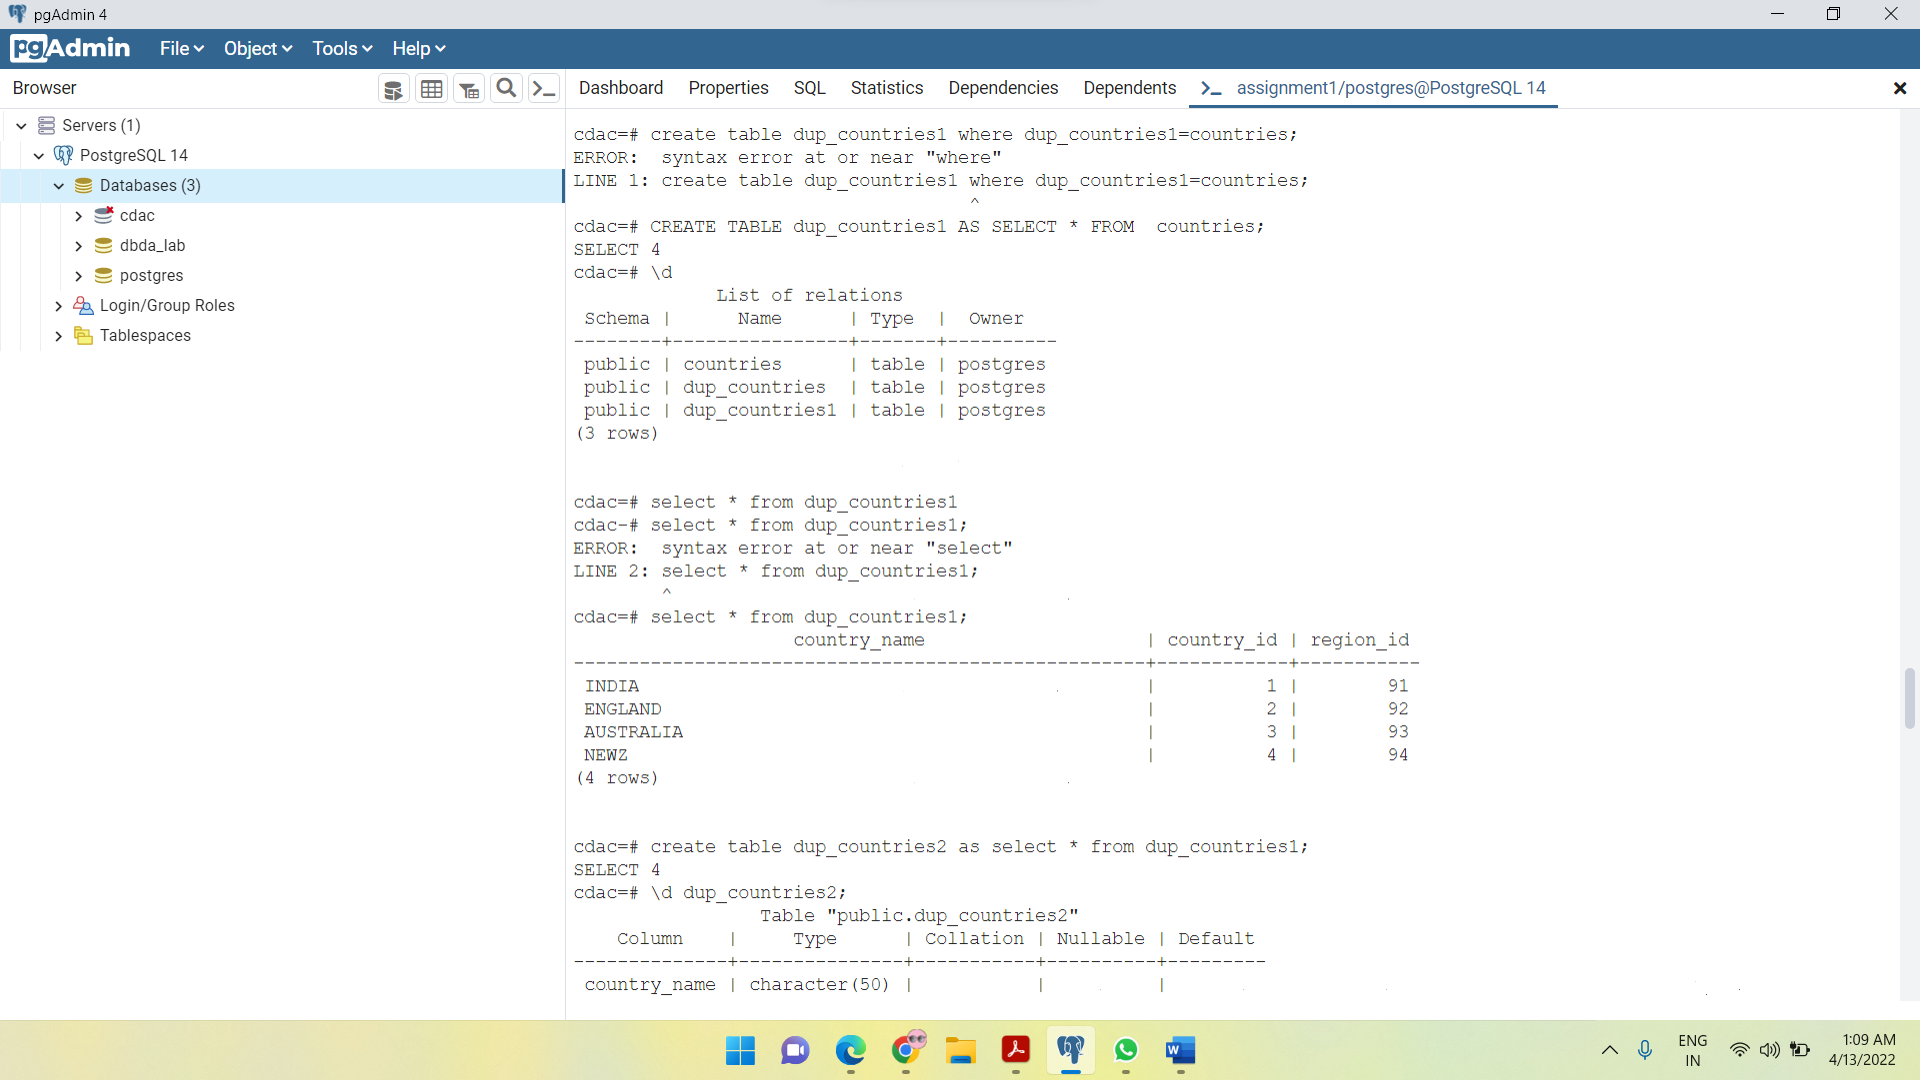 pgAdmin 4
pgAdmin File Object Tools Help
Browser
Dashboard Properties SQL Statistics Dependencies Dependents >_ assignment1/postgres@PostgreSQL 14
Servers (1)
PostgreSQL 14
Databases (3)
cdac
dbda_lab
postgres
Login/Group Roles
Tablespaces
cdac=# create table dup_countries1 where dup_countries1=countries;
ERROR:  syntax error at or near "where"
LINE 1: create table dup_countries1 where dup_countries1=countries;
                                    ^
cdac=# CREATE TABLE dup_countries1 AS SELECT * FROM  countries;
SELECT 4
cdac=# \d
             List of relations
 Schema |      Name      | Type  |  Owner
--------+----------------+-------+----------
 public | countries      | table | postgres
 public | dup_countries  | table | postgres
 public | dup_countries1 | table | postgres
(3 rows)
cdac=# select * from dup_countries1
cdac-# select * from dup_countries1;
ERROR:  syntax error at or near "select"
LINE 2: select * from dup_countries1;
        ^
cdac=# select * from dup_countries1;
                    country_name                    | country_id | region_id
----------------------------------------------------+------------+-----------
 INDIA                                              |          1 |        91
 ENGLAND                                            |          2 |        92
 AUSTRALIA                                          |          3 |        93
 NEWZ                                               |          4 |        94
(4 rows)
cdac=# create table dup_countries2 as select * from dup_countries1;
SELECT 4
cdac=# \d dup_countries2;
                 Table "public.dup_countries2"
    Column    |     Type      | Collation | Nullable | Default
--------------+---------------+-----------+----------+---------
 country_name | character(50) |           |          |
ENG
IN
1:09 AM
4/13/2022